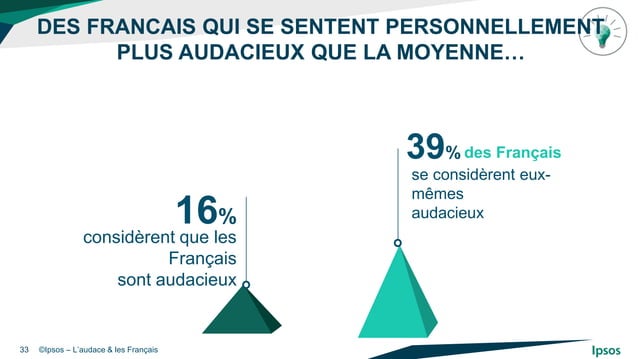 DES FRANCAIS QUI SE SENTENT PERSONNELLEMENT
PLUS AUDACIEUX QUE LA MOYENNE…
39% des Français
se considèrent eux-
mêmes
audacieux
16%
considèrent que les
Français
sont audacieux
33 ©Ipsos – L’audace & les Français
Ipsos